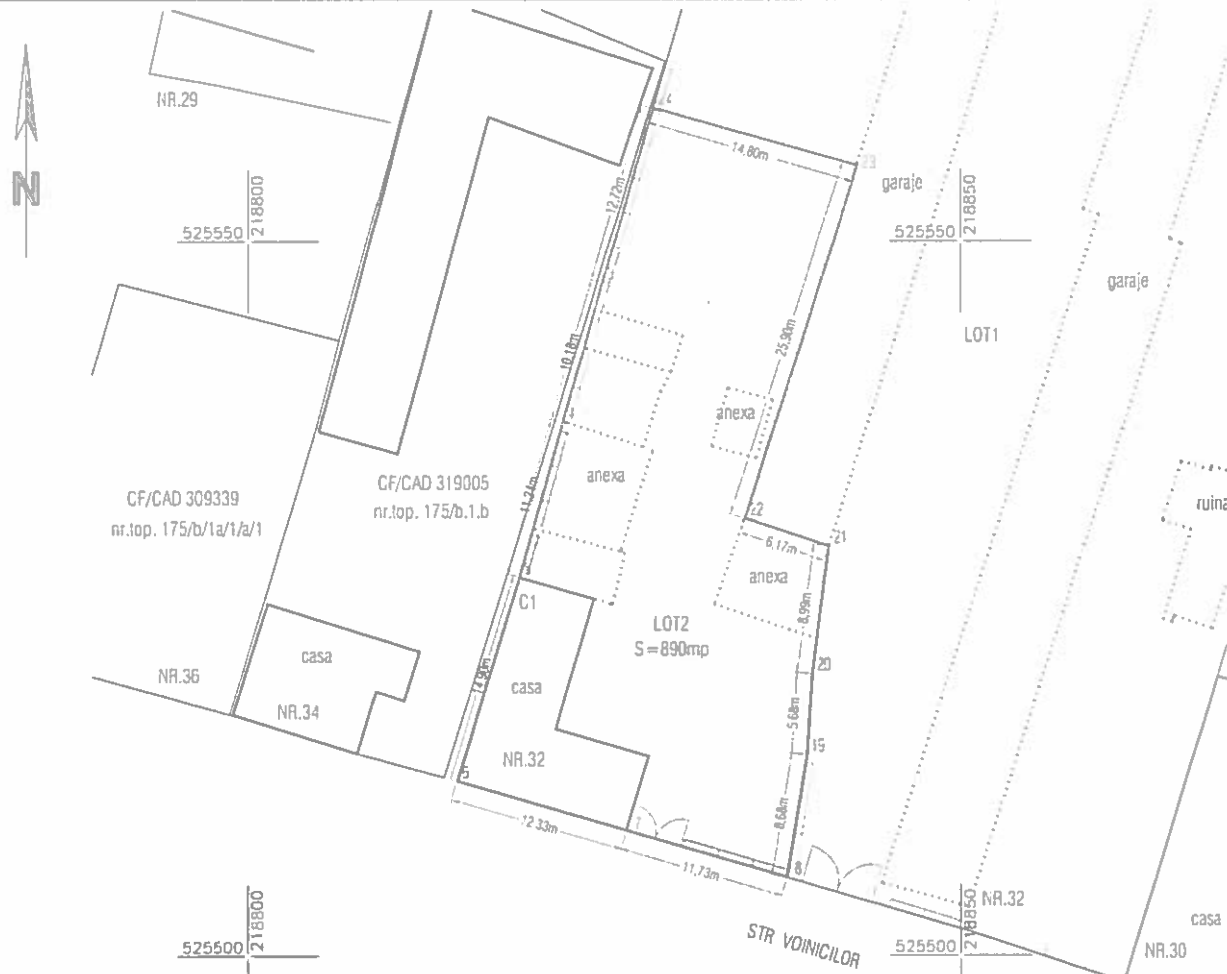 N
NR.29
525550
218800
14,80m
23
garaje
525550
218850
garaje
LOT1
12,72m
25,90m
10,18m
anexa
anexa
11,24m
CF/CAD 309339
nr.top. 175/b/1a/1/a/1
CF/CAD 319005
nr.top. 175/b.1.b
ruina
22
21
6,17m
anexa
8,99m
C1
LOT2
S=890mp
casa
NR.36
NR.34
14,90m
casa
NR.32
20
5,68m
19
8,68m
5
12,33m
11,73m
8
NR.32
casa
NR.30
STR VOINICILOR
525500
218800
525500
218850